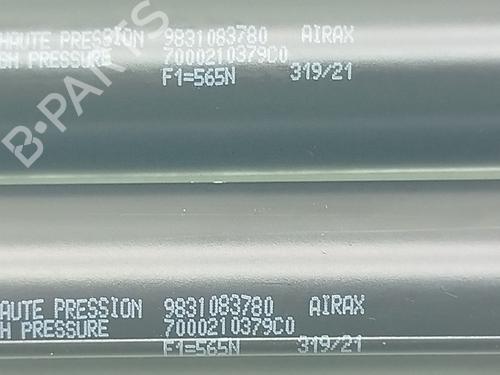 HAUTE PRESSION 9831083780 AIRAX
GH PRESSURE 7000210379C0
F1=565N 319/21
HAUTE PRESSION 9831083780 AIRAX
H PRESSURE 7000210379C0
F1=565N 319/21
B-PARTS